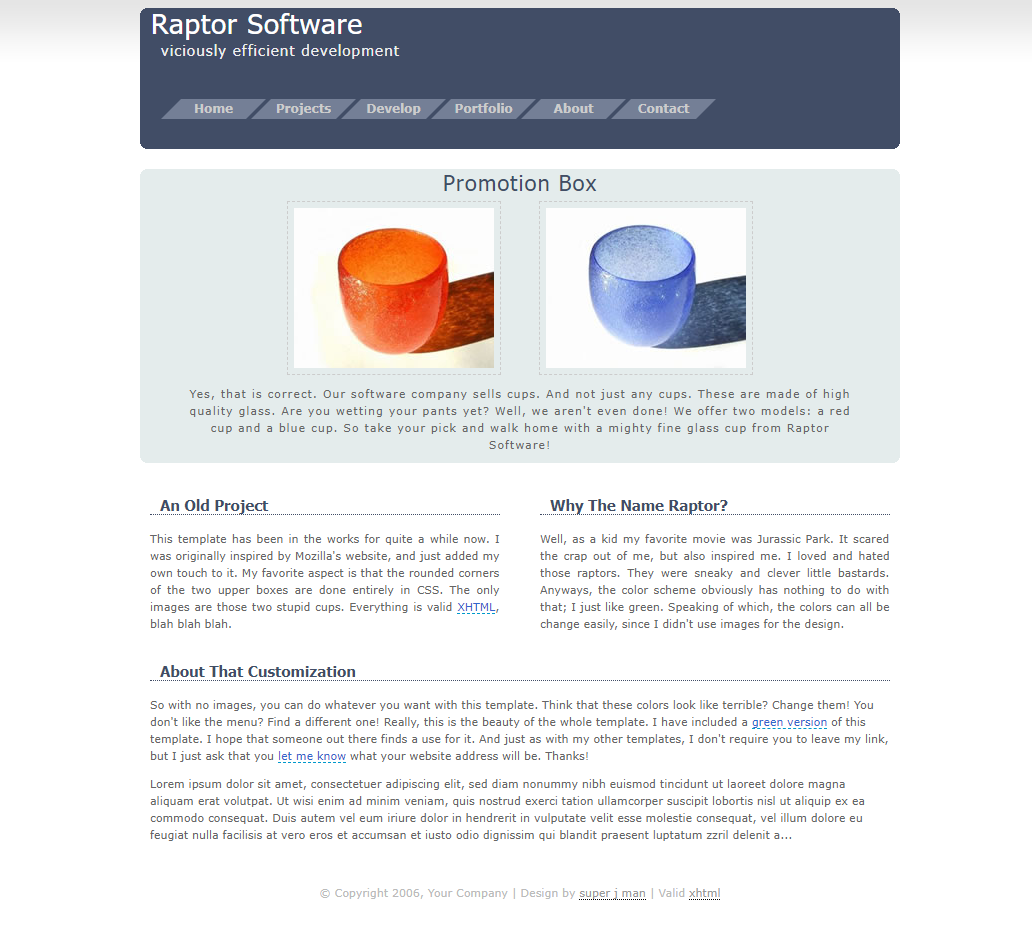 Raptor Software
viciously efficient development
Home Projects Develop Portfolio About Contact
Promotion Box
Yes, that is correct. Our software company sells cups. And not just any cups. These are made of high
quality glass. Are you wetting your pants yet? Well, we aren't even done! We offer two models: a red
cup and a blue cup. So take your pick and walk home with a mighty fine glass cup from Raptor
Software!
An Old Project
This template has been in the works for quite a while now. I
was originally inspired by Mozilla's website, and just added my
own touch to it. My favorite aspect is that the rounded corners
of the two upper boxes are done entirely in CSS. The only
images are those two stupid cups. Everything is valid XHTML,
blah blah blah.
Why The Name Raptor?
Well, as a kid my favorite movie was Jurassic Park. It scared
the crap out of me, but also inspired me. I loved and hated
those raptors. They were sneaky and clever little bastards.
Anyways, the color scheme obviously has nothing to do with
that; I just like green. Speaking of which, the colors can all be
change easily, since I didn't use images for the design.
About That Customization
So with no images, you can do whatever you want with this template. Think that these colors look like terrible? Change them! You
don't like the menu? Find a different one! Really, this is the beauty of the whole template. I have included a green version of this
template. I hope that someone out there finds a use for it. And just as with my other templates, I don't require you to leave my link,
but I just ask that you let me know what your website address will be. Thanks!
Lorem ipsum dolor sit amet, consectetuer adipiscing elit, sed diam nonummy nibh euismod tincidunt ut laoreet dolore magna
aliquam erat volutpat. Ut wisi enim ad minim veniam, quis nostrud exerci tation ullamcorper suscipit lobortis nisl ut aliquip ex ea
commodo consequat. Duis autem vel eum iriure dolor in hendrerit in vulputate velit esse molestie consequat, vel illum dolore eu
feugiat nulla facilisis at vero eros et accumsan et iusto odio dignissim qui blandit praesent luptatum zzril delenit a...
© Copyright 2006, Your Company | Design by super j man | Valid xhtml